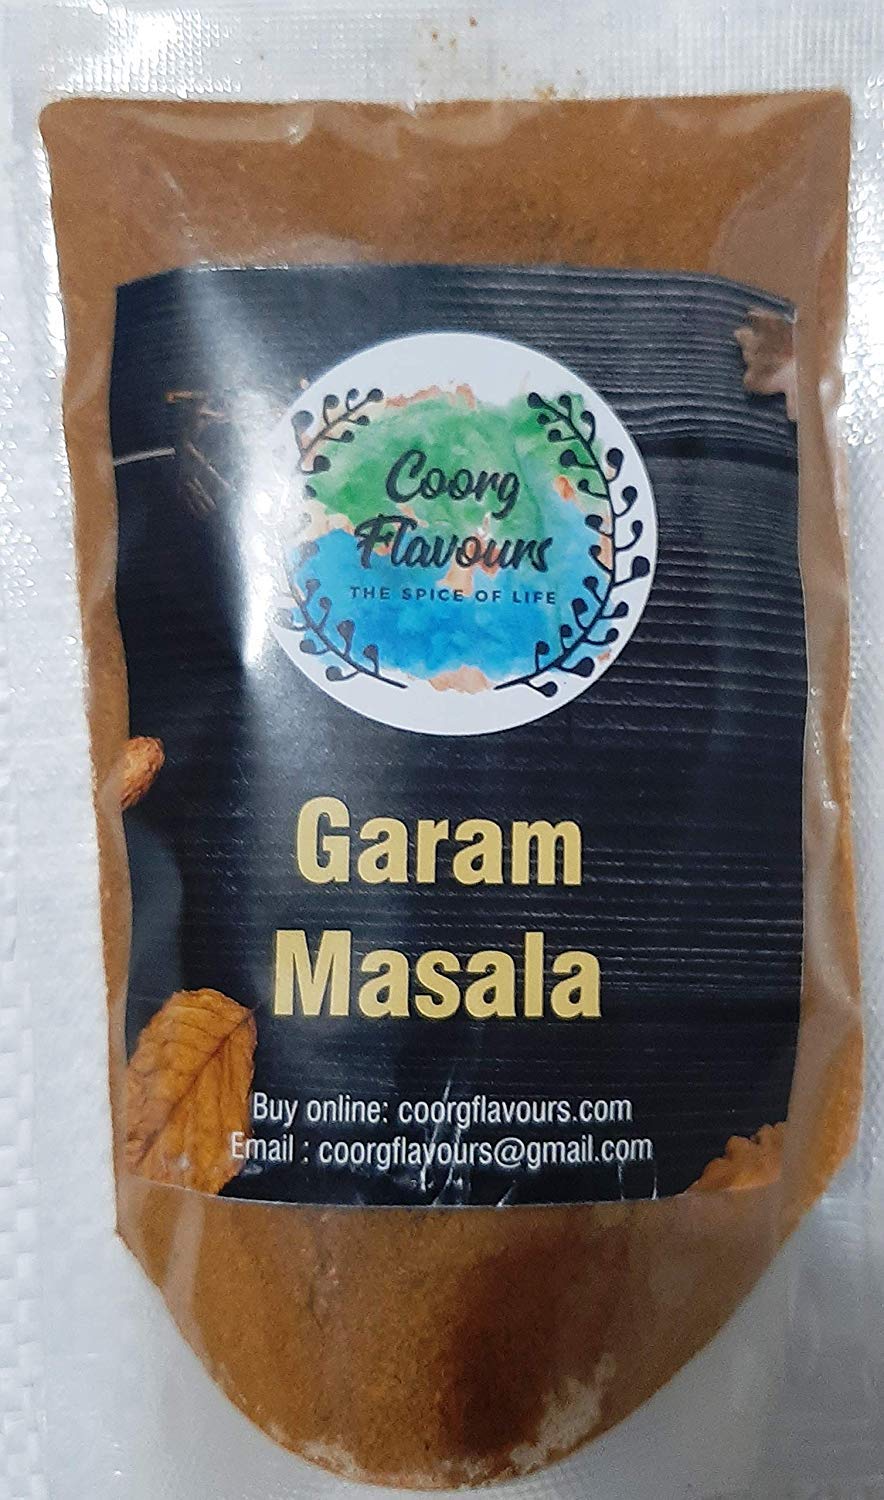 Coorg
Flavours
THE SPICE OF LIFE
Garam
Masala
Buy online: coorgflavours.com
Email : coorgflavours@gmail.com